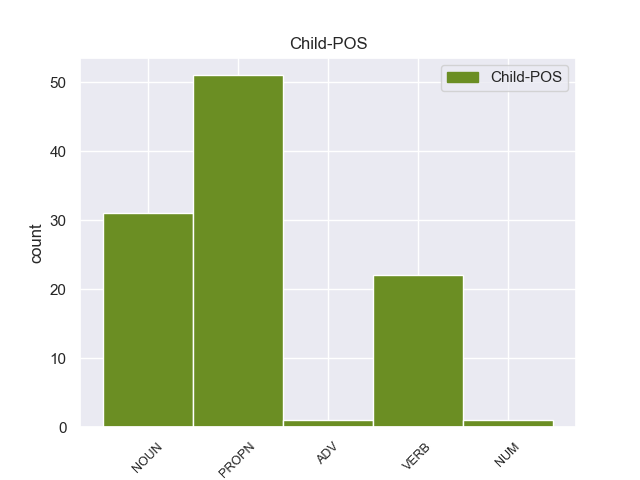 Child-POS
Child-POS
50
40
30
20
10
0
count
NOUN
PROPN
ADV
VERB
NUM